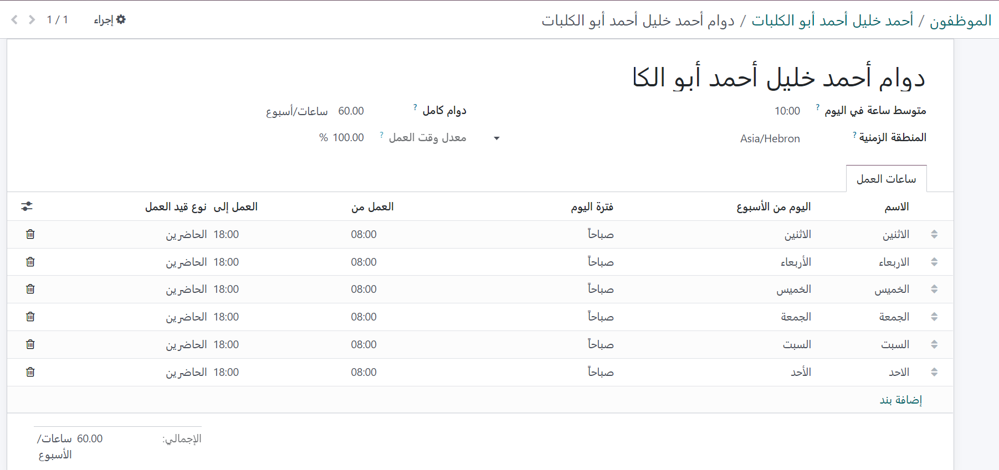 الموظفون / أحمد خليل أحمد أبو الكلبات / دوام أحمد خليل أحمد أبو الكلبات
إجراء 1 / 1
دوام أحمد خليل أحمد أبو الكل
متوسط ساعة في اليوم ? 10:00 دوام كامل ? 60.00 ساعات/أسبوع
المنطقة الزمنية ? Asia/Hebron معدل وقت العمل ? 100.00 %
ساعات العمل
الاسم اليوم من الأسبوع فترة اليوم العمل من العمل إلى نوع قيد العمل
الاثنين الاثنين صباحاً 08:00 18:00 الحاضرين
الاربعاء الأربعاء صباحاً 08:00 18:00 الحاضرين
الخميس الخميس صباحاً 08:00 18:00 الحاضرين
الجمعة الجمعة صباحاً 08:00 18:00 الحاضرين
السبت السبت صباحاً 08:00 18:00 الحاضرين
الاحد الأحد صباحاً 08:00 18:00 الحاضرين
إضافة بند
الإجمالي: 60.00 ساعات/
الأسبوع